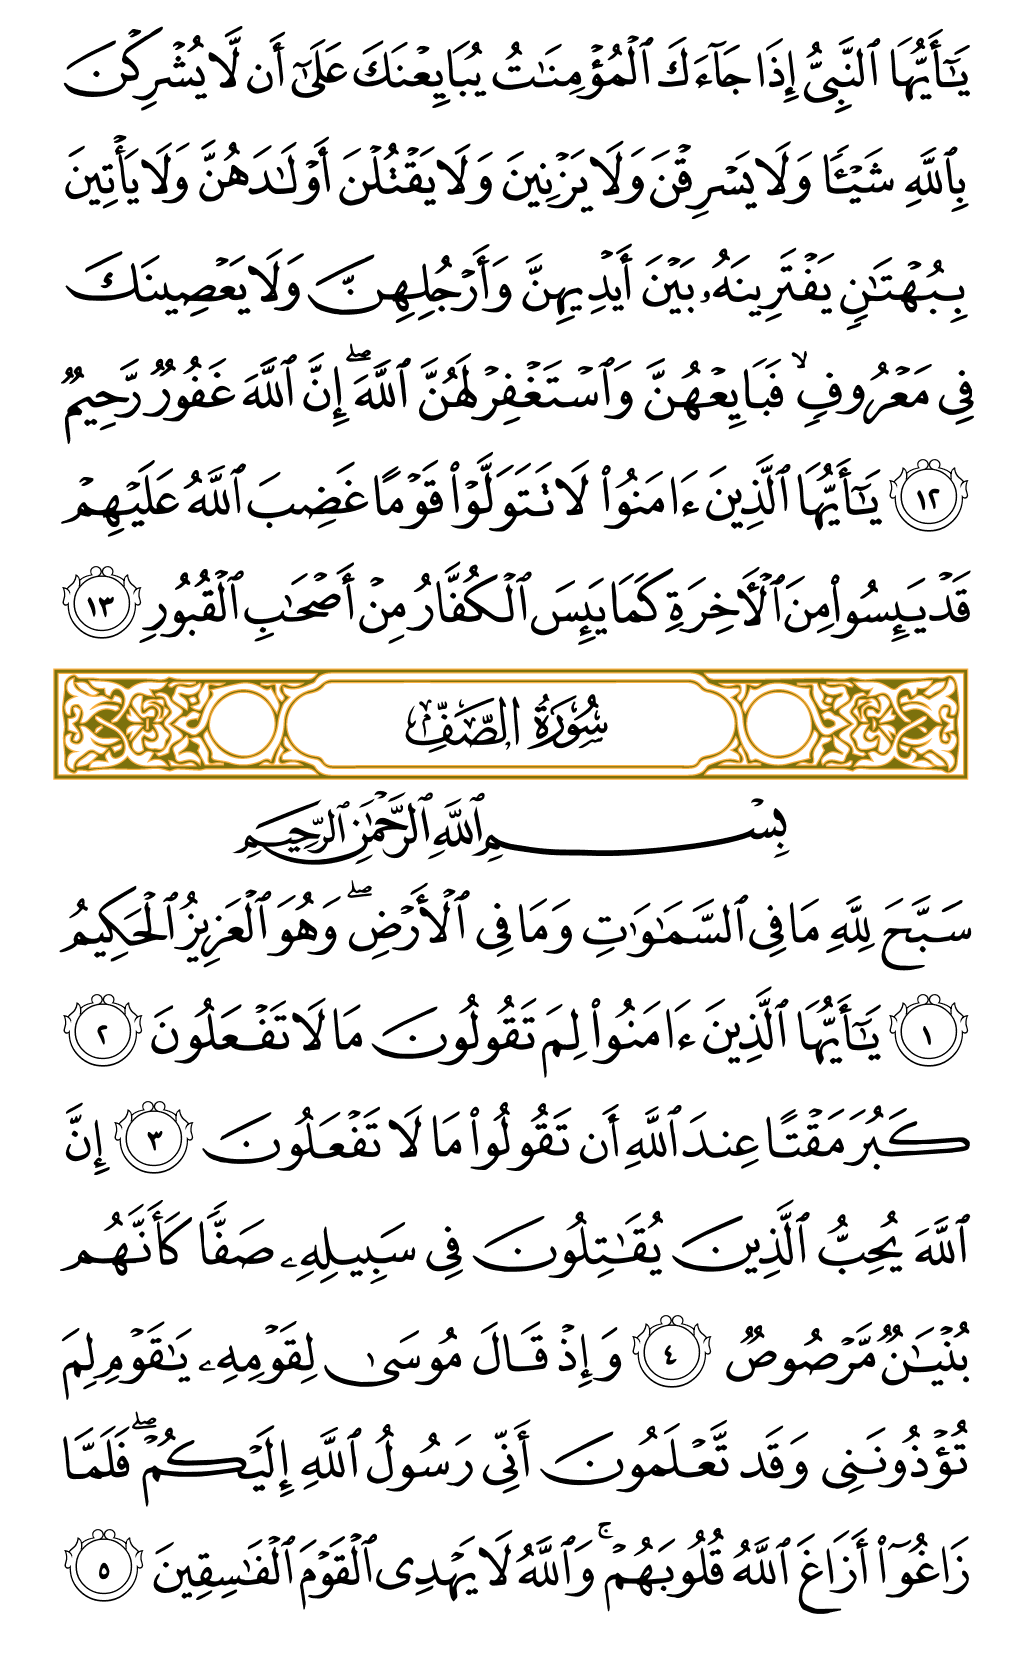 يَـٰٓأَيُّهَا ٱلنَّبِىُّ إِذَا جَآءَكَ ٱلْمُؤْمِنَـٰتُ يُبَايِعْنَكَ عَلَىٰٓ أَن لَّا يُشْرِكْنَ
بِٱللَّهِ شَيْـًٔا وَلَا يَسْرِقْنَ وَلَا يَزْنِينَ وَلَا يَقْتُلْنَ أَوْلَـٰدَهُنَّ وَلَا يَأْتِينَ
بِبُهْتَـٰنٍ يَفْتَرِينَهُۥ بَيْنَ أَيْدِيهِنَّ وَأَرْجُلِهِنَّ وَلَا يَعْصِينَكَ
فِى مَعْرُوفٍ ۙ فَبَايِعْهُنَّ وَٱسْتَغْفِرْ لَهُنَّ ٱللَّهَ ۖ إِنَّ ٱللَّهَ غَفُورٌ رَّحِيمٌ
١٢ يَـٰٓأَيُّهَا ٱلَّذِينَ ءَامَنُوا۟ لَا تَتَوَلَّوْا۟ قَوْمًا غَضِبَ ٱللَّهُ عَلَيْهِمْ
قَدْ يَئِسُوا۟ مِنَ ٱلْـَٔاخِرَةِ كَمَا يَئِسَ ٱلْكُفَّارُ مِنْ أَصْحَـٰبِ ٱلْقُبُورِ ١٣
سُورَةُ الصَّفِّ
بِسْمِ ٱللَّهِ ٱلرَّحْمَـٰنِ ٱلرَّحِيمِ
سَبَّحَ لِلَّهِ مَا فِى ٱلسَّمَـٰوَٰتِ وَمَا فِى ٱلْأَرْضِ ۖ وَهُوَ ٱلْعَزِيزُ ٱلْحَكِيمُ
١ يَـٰٓأَيُّهَا ٱلَّذِينَ ءَامَنُوا۟ لِمَ تَقُولُونَ مَا لَا تَفْعَلُونَ ٢
كَبُرَ مَقْتًا عِندَ ٱللَّهِ أَن تَقُولُوا۟ مَا لَا تَفْعَلُونَ ٣ إِنَّ
ٱللَّهَ يُحِبُّ ٱلَّذِينَ يُقَـٰتِلُونَ فِى سَبِيلِهِۦ صَفًّا كَأَنَّهُم
بُنْيَـٰنٌ مَّرْصُوصٌ ٤ وَإِذْ قَالَ مُوسَىٰ لِقَوْمِهِۦ يَـٰقَوْمِ لِمَ
تُؤْذُونَنِى وَقَد تَّعْلَمُونَ أَنِّى رَسُولُ ٱللَّهِ إِلَيْكُمْ ۖ فَلَمَّا
زَاغُوٓا۟ أَزَاغَ ٱللَّهُ قُلُوبَهُمْ ۚ وَٱللَّهُ لَا يَهْدِى ٱلْقَوْمَ ٱلْفَـٰسِقِينَ ٥